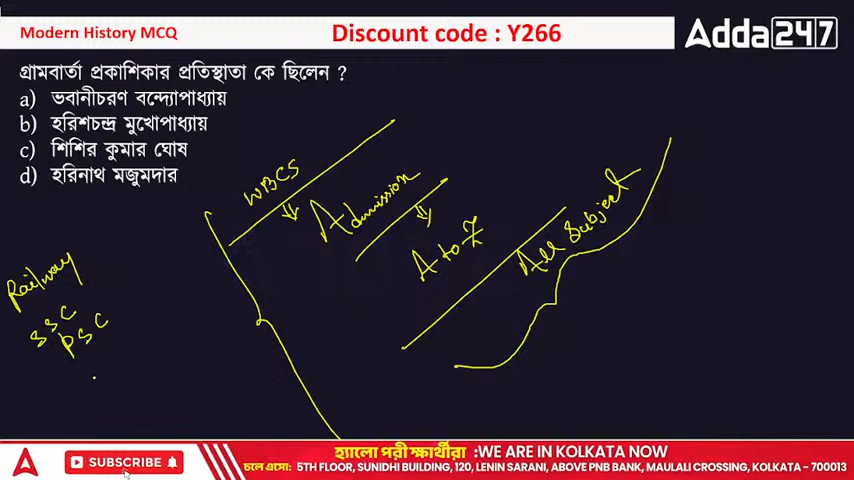 Modern History MCQ
Discount code : Y266
Adda247
গ্রামবার্তা প্রকাশিকার প্রতিস্থাতা কে ছিলেন ?
a) ভবানীচরণ বন্দ্যোপাধ্যায়
b) হরিশচন্দ্র মুখোপাধ্যায়
c) শিশির কুমার ঘোষ
d) হরিনাথ মজুমদার
WBCS
Admission
A to Z
All Subject
Railway
SSC
PSC
SUBSCRIBE
হ্যালো পরীক্ষার্থীরা :WE ARE IN KOLKATA NOW
চলে এসো: 5TH FLOOR, SUNIDHI BUILDING, 120, LENIN SARANI, ABOVE PNB BANK, MAULALI CROSSING, KOLKATA - 700013